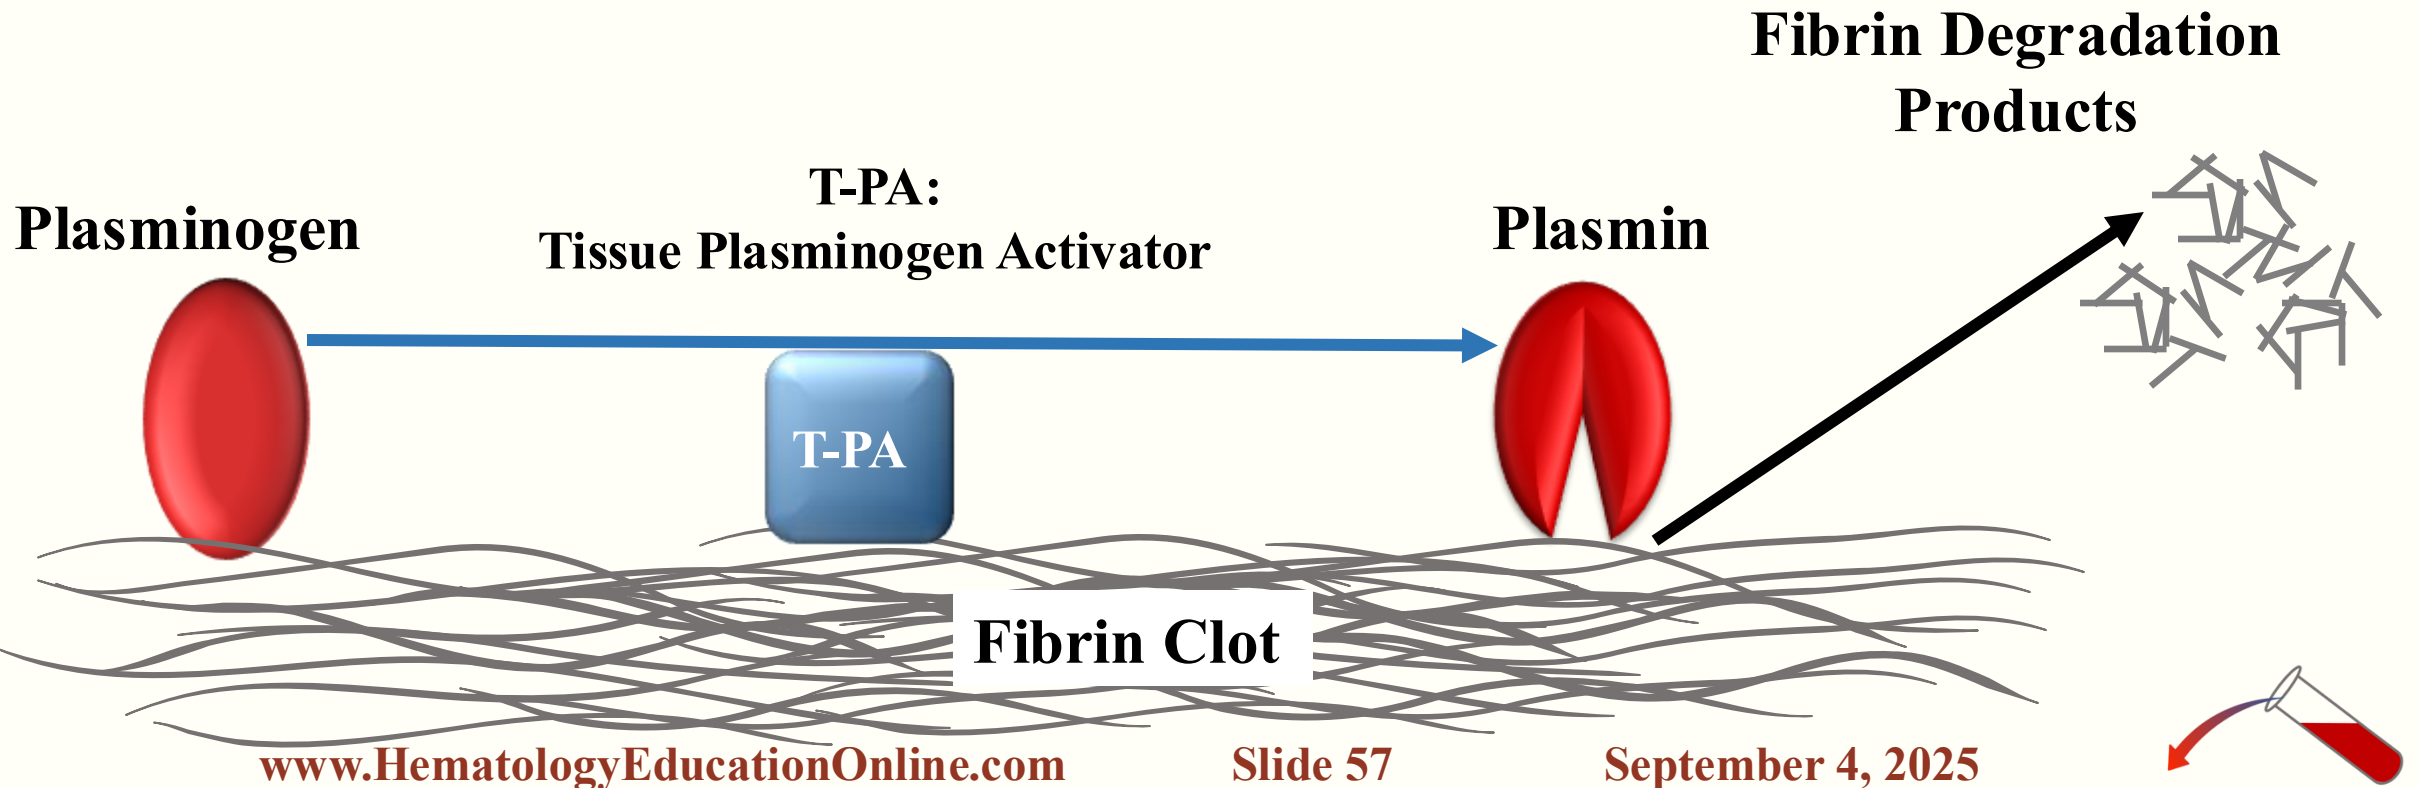 Fibrin Degradation
Products
T-PA:
Tissue Plasminogen Activator
Plasminogen
Plasmin
T-PA
Fibrin Clot
www.HematologyEducationOnline.com
Slide 57
September 4, 2025